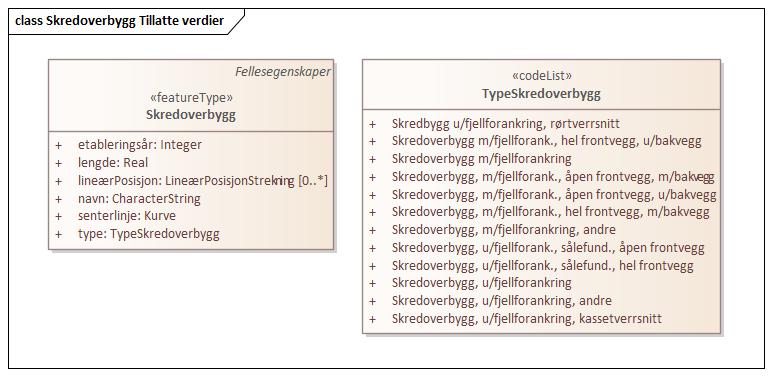 class Skredoverbygg Tillatte verdier
Fellesegenskaper
«featureType»
Skredoverbygg
+ etableringsår: Integer
+ lengde: Real
+ lineærPosisjon: LineærPosisjonStrekning [0..*]
+ navn: CharacterString
+ senterlinje: Kurve
+ type: TypeSkredoverbygg
«codeList»
TypeSkredoverbygg
+ Skredbygg u/fjellforankring, rørtverrsnitt
+ Skredoverbygg m/fjellforank., hel frontvegg, u/bakvegg
+ Skredoverbygg m/fjellforankring
+ Skredoverbygg, m/fjellforank., åpen frontvegg, m/bakvegg
+ Skredoverbygg, m/fjellforank., åpen frontvegg, u/bakvegg
+ Skredoverbygg, m/fjellforank., hel frontvegg, m/bakvegg
+ Skredoverbygg, m/fjellforankring, andre
+ Skredoverbygg, u/fjellforank., sålefund., åpen frontvegg
+ Skredoverbygg, u/fjellforank., sålefund., hel frontvegg
+ Skredoverbygg, u/fjellforankring
+ Skredoverbygg, u/fjellforankring, andre
+ Skredoverbygg, u/fjellforankring, kassetverrsnitt